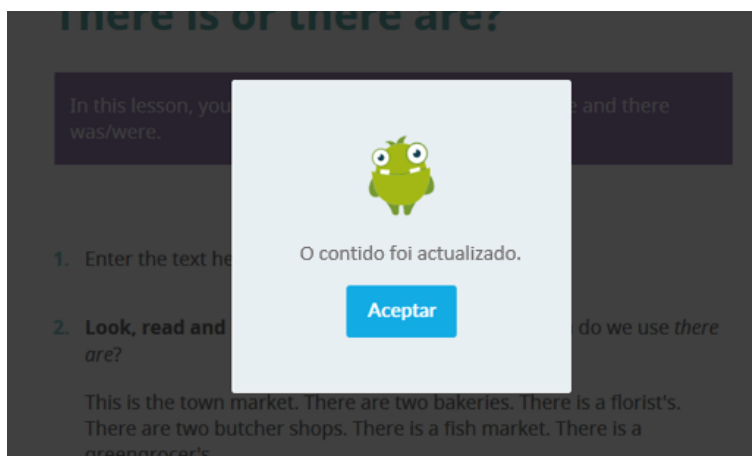 There is or there are?
In this lesson, you e and there
was/were.
O contido foi actualizado.
Aceptar
1. Enter the text he
2. Look, read and do we use there
are?
This is the town market. There are two bakeries. There is a florist's.
There are two butcher shops. There is a fish market. There is a
greengrocer's